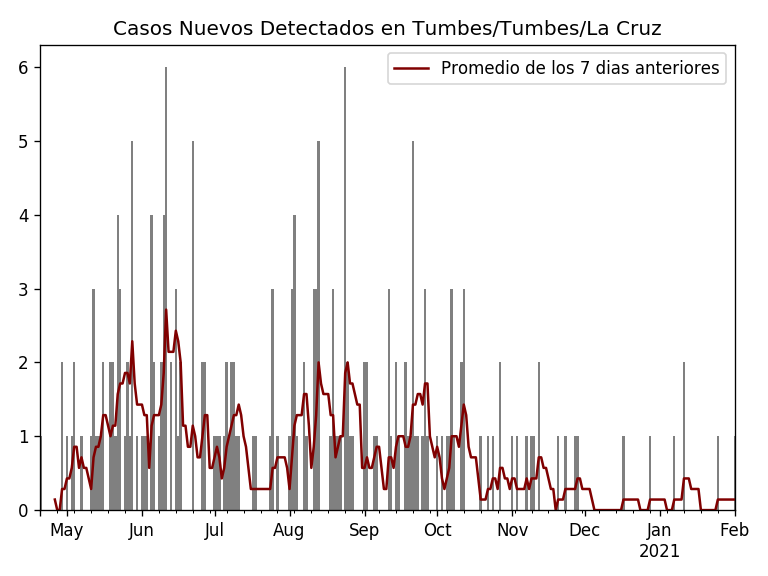 Casos Nuevos Detectados en Tumbes/Tumbes/La Cruz
Promedio de los 7 dias anteriores
6
5
4
3
2
1
0
May Jun Jul Aug Sep Oct Nov Dec Jan Feb
2021